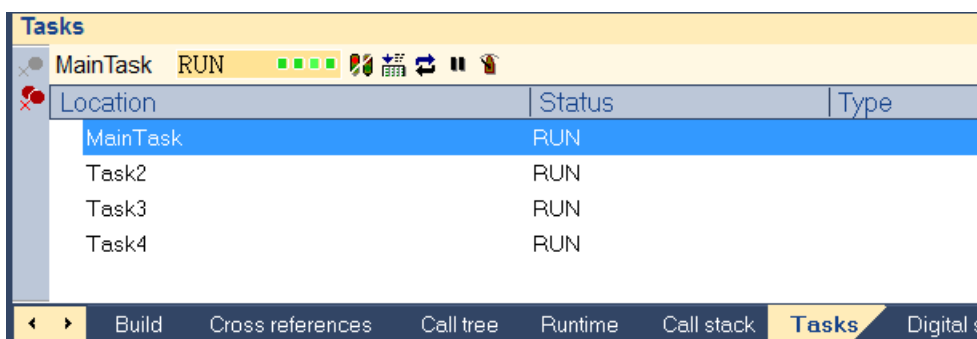 Tasks
MainTask RUN
Location Status Type
MainTask RUN
Task2 RUN
Task3 RUN
Task4 RUN
Build Cross references Call tree Runtime Call stack Tasks Digital